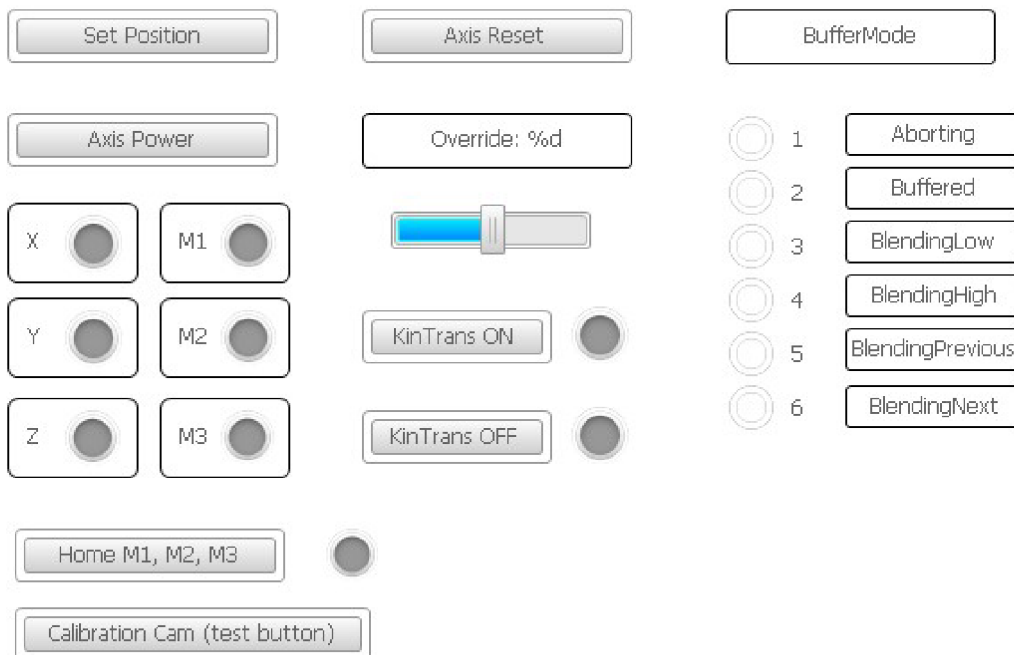 Set Position
Axis Reset
BufferMode
Axis Power
Override: %d
1 Aborting
2 Buffered
3 BlendingLow
4 BlendingHigh
5 BlendingPrevious
6 BlendingNext
X
M1
Y
M2
Z
M3
KinTrans ON
KinTrans OFF
Home M1, M2, M3
Calibration Cam (test button)